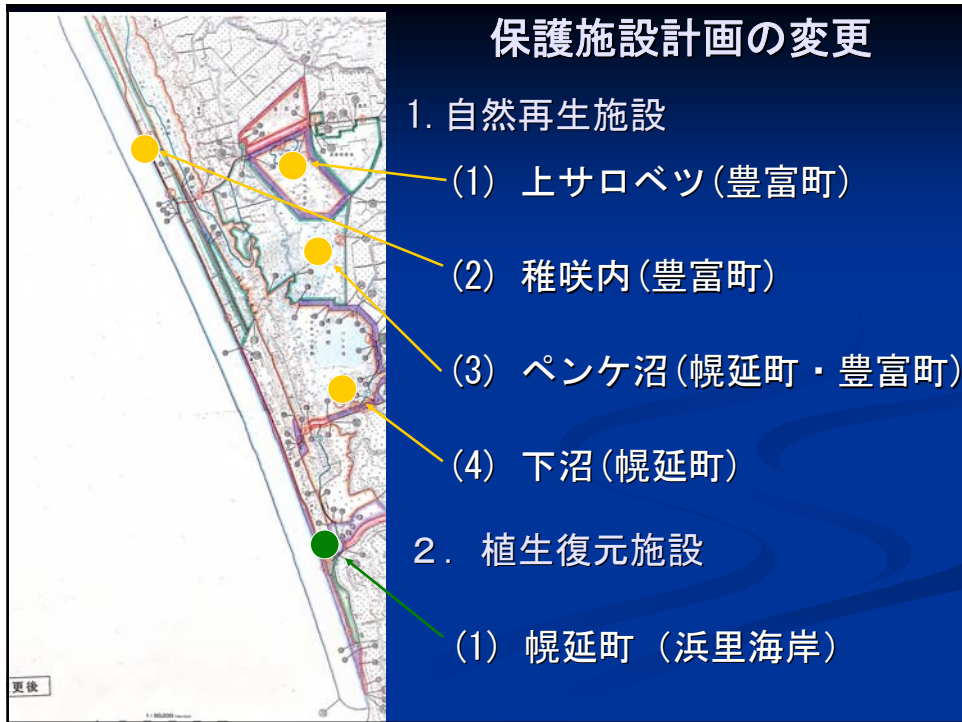 保護施設計画の変更
1. 自然再生施設
(1) 上サロベツ(豊富町)
(2) 稚咲内(豊富町)
(3) ペンケ沼(幌延町・豊富町)
(4) 下沼(幌延町)
２. 植生復元施設
(1) 幌延町 (浜里海岸)
更後